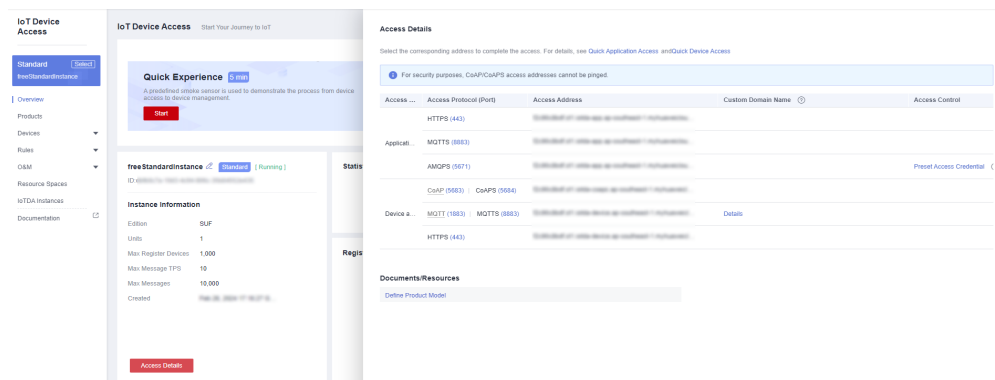 IoT Device Access
Standard Select
freeStandardInstance
Overview
Products
Devices
Rules
O&M
Resource Spaces
IoTDA Instances
Documentation
IoT Device Access Start Your Journey to IoT
Quick Experience 5 min
A predefined smoke sensor is used to demonstrate the process from device
access to device management.
Start
freeStandardInstance Standard [ Running ]
ID:
Instance Information
Edition SUF
Units 1
Max Register Devices 1,000
Max Message TPS 10
Max Messages 10,000
Created
Access Details
Statis
Regis
Access Details
Select the corresponding address to complete the access. For details, see Quick Application Access andQuick Device Access
For security purposes, CoAP/CoAPS access addresses cannot be pinged.
Access ... Access Protocol (Port) Access Address Custom Domain Name Access Control
HTTPS (443)
Applicati... MQTTS (8883)
AMQPS (5671) Preset Access Credential
CoAP (5683) | CoAPS (5684)
Device a... MQTT (1883) | MQTTS (8883) Details
HTTPS (443)
Documents/Resources
Define Product Model